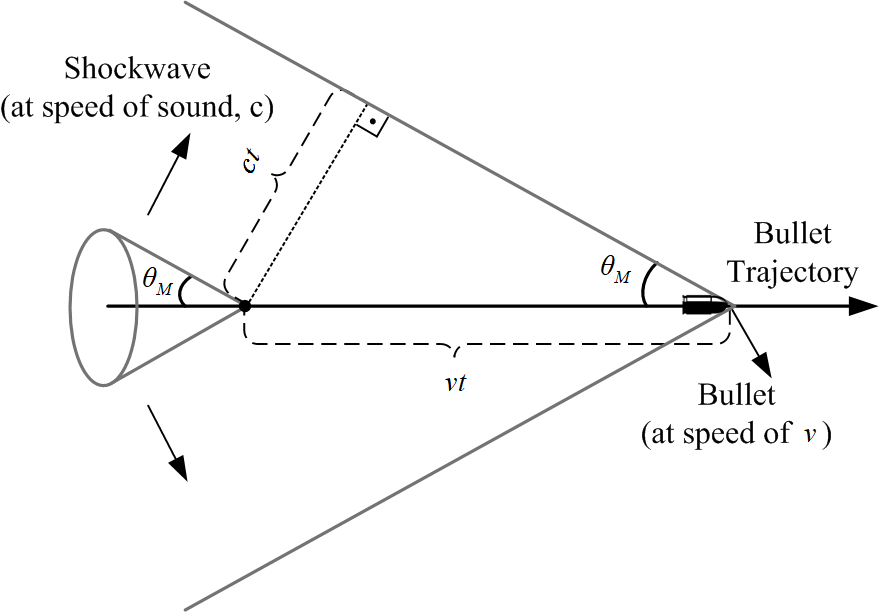 Shockwave
(at speed of sound, c)
ct
θM
θM
Bullet
Trajectory
vt
Bullet
(at speed of v)